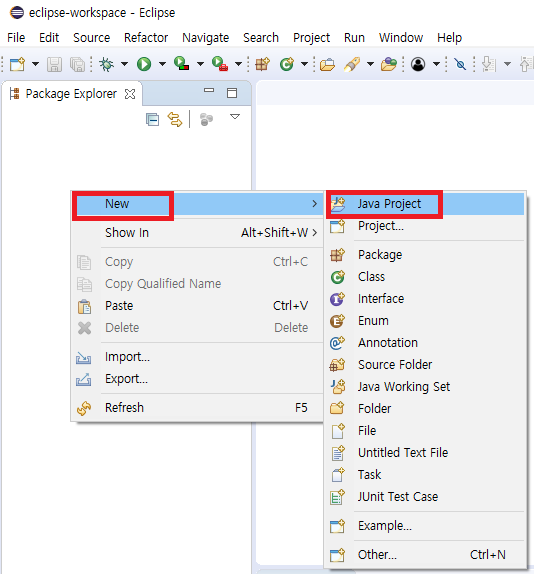 eclipse-workspace - Eclipse
File Edit Source Refactor Navigate Search Project Run Window Help
Package Explorer
New
Show In Alt+Shift+W
Copy Ctrl+C
Copy Qualified Name
Paste Ctrl+V
Delete Delete
Import...
Export...
Refresh F5
Java Project
Project...
Package
Class
Interface
Enum
Annotation
Source Folder
Java Working Set
Folder
File
Untitled Text File
Task
JUnit Test Case
Example...
Other... Ctrl+N